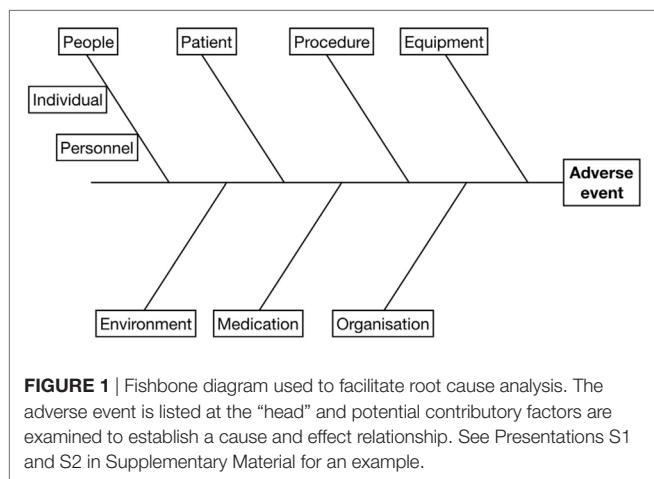 People
Patient
Procedure
Equipment
Individual
Personnel
Adverse
event
Environment
Medication
Organisation
FIGURE 1 | Fishbone diagram used to facilitate root cause analysis. The
adverse event is listed at the “head” and potential contributory factors are
examined to establish a cause and effect relationship. See Presentations S1
and S2 in Supplementary Material for an example.